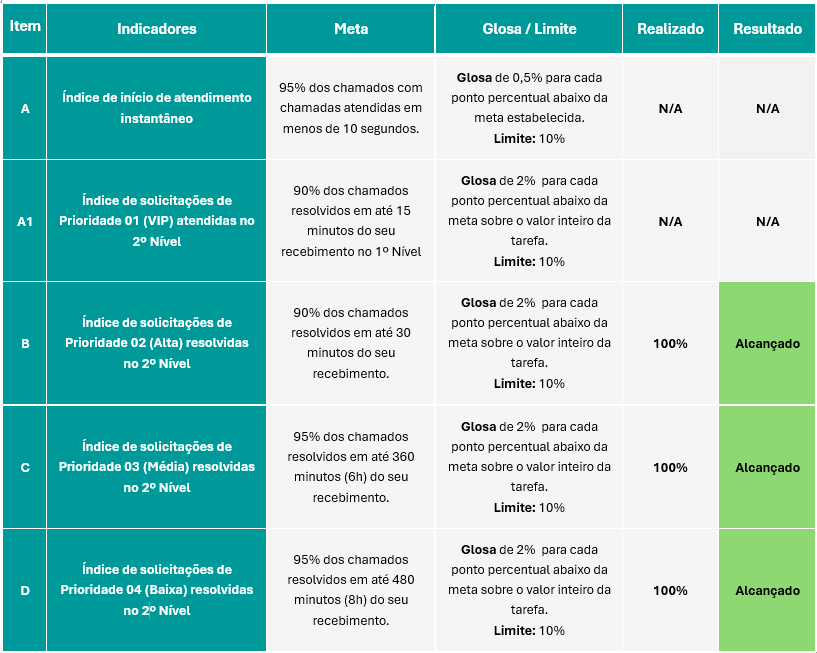 Item
Indicadores
Meta
Glosa / Limite
Realizado
Resultado
A
Índice de início de atendimento
instantâneo
95% dos chamados com
chamadas atendidas em
menos de 10 segundos.
Glosa de 0,5% para cada
ponto percentual abaixo da
meta estabelecida.
Limite: 10%
N/A
N/A
A1
Índice de solicitações de
Prioridade 01 (VIP) atendidas no
2º Nível
90% dos chamados
resolvidos em até 15
minutos do seu
recebimento no 1º Nível
Glosa de 2% para cada
ponto percentual abaixo da
meta sobre o valor inteiro da
tarefa.
Limite: 10%
N/A
N/A
B
Índice de solicitações de
Prioridade 02 (Alta) resolvidas
no 2º Nível
90% dos chamados
resolvidos em até 30
minutos do seu
recebimento.
Glosa de 2% para cada
ponto percentual abaixo da
meta sobre o valor inteiro da
tarefa.
Limite: 10%
100%
Alcançado
C
Índice de solicitações de
Prioridade 03 (Média) resolvidas
no 2º Nível
95% dos chamados
resolvidos em até 360
minutos (6h) do seu
recebimento.
Glosa de 2% para cada
ponto percentual abaixo da
meta sobre o valor inteiro da
tarefa.
Limite: 10%
100%
Alcançado
D
Índice de solicitações de
Prioridade 04 (Baixa) resolvidas
no 2º Nível
95% dos chamados
resolvidos em até 480
minutos (8h) do seu
recebimento.
Glosa de 2% para cada
ponto percentual abaixo da
meta sobre o valor inteiro da
tarefa.
Limite: 10%
100%
Alcançado